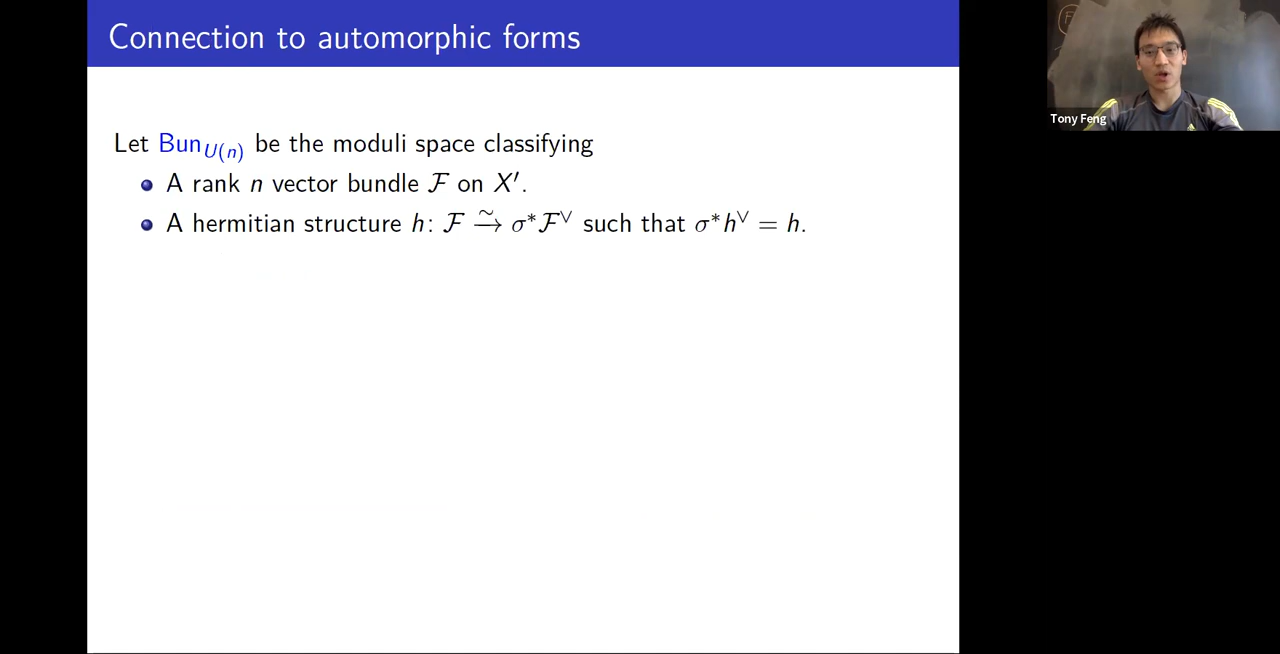 Connection to automorphic forms
Let Bun_{U(n)} be the moduli space classifying
A rank n vector bundle ℱ on X′.
A hermitian structure h: ℱ ⥲ σ*ℱ^∨ such that σ*h^∨ = h.
Tony Feng